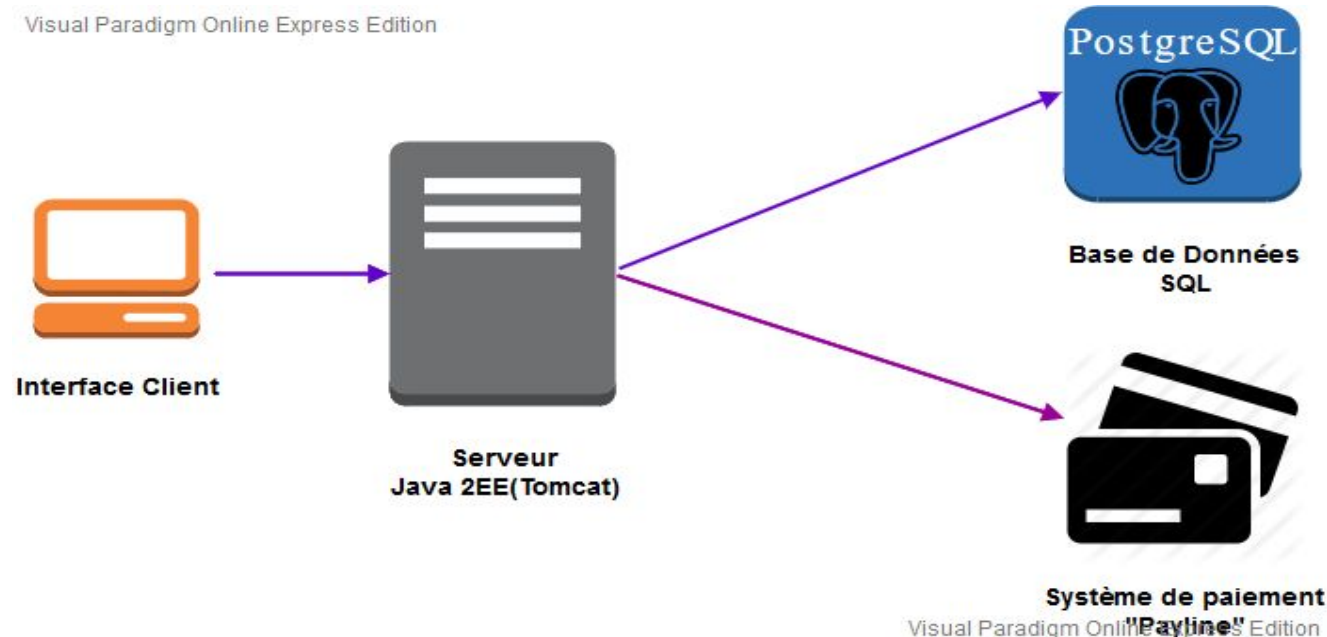 Visual Paradigm Online Express Edition
PostgreSQL
Base de Données
SQL
Interface Client
Serveur
Java 2EE(Tomcat)
Système de paiement
"Payline"
Visual Paradigm Online Express Edition